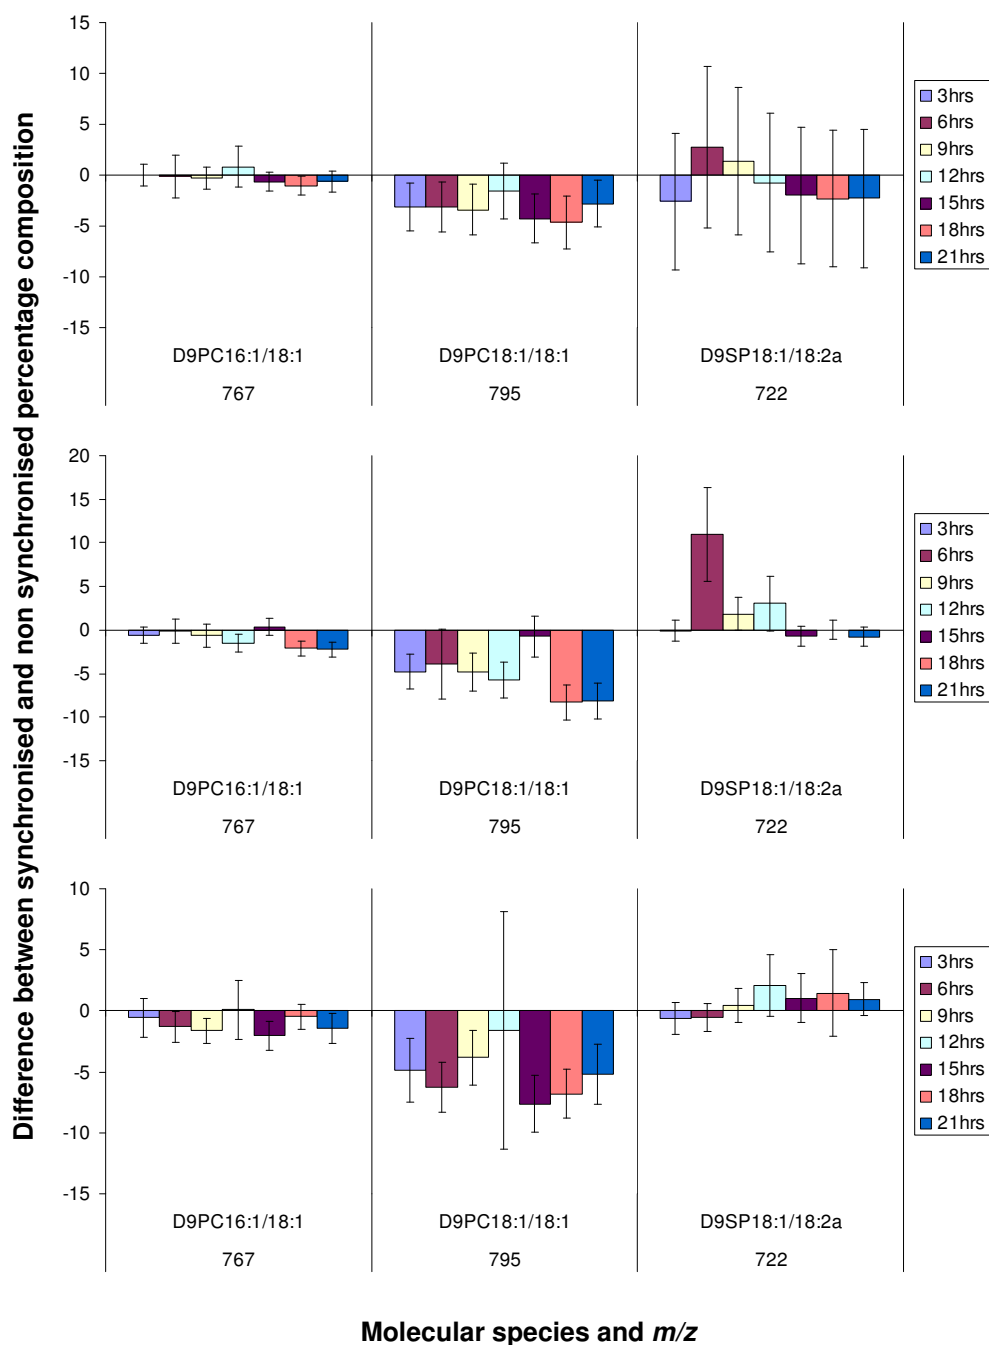 Difference between synchronised and non synchronised percentage composition
15
10
5
0
-5
-10
-15
D9PC16:1/18:1 D9PC18:1/18:1 D9SP18:1/18:2a
767 795 722
3hrs
6hrs
9hrs
12hrs
15hrs
18hrs
21hrs
20
15
10
5
0
-5
-10
-15
D9PC16:1/18:1 D9PC18:1/18:1 D9SP18:1/18:2a
767 795 722
3hrs
6hrs
9hrs
12hrs
15hrs
18hrs
21hrs
10
5
0
-5
-10
-15
D9PC16:1/18:1 D9PC18:1/18:1 D9SP18:1/18:2a
767 795 722
3hrs
6hrs
9hrs
12hrs
15hrs
18hrs
21hrs
Molecular species and m/z